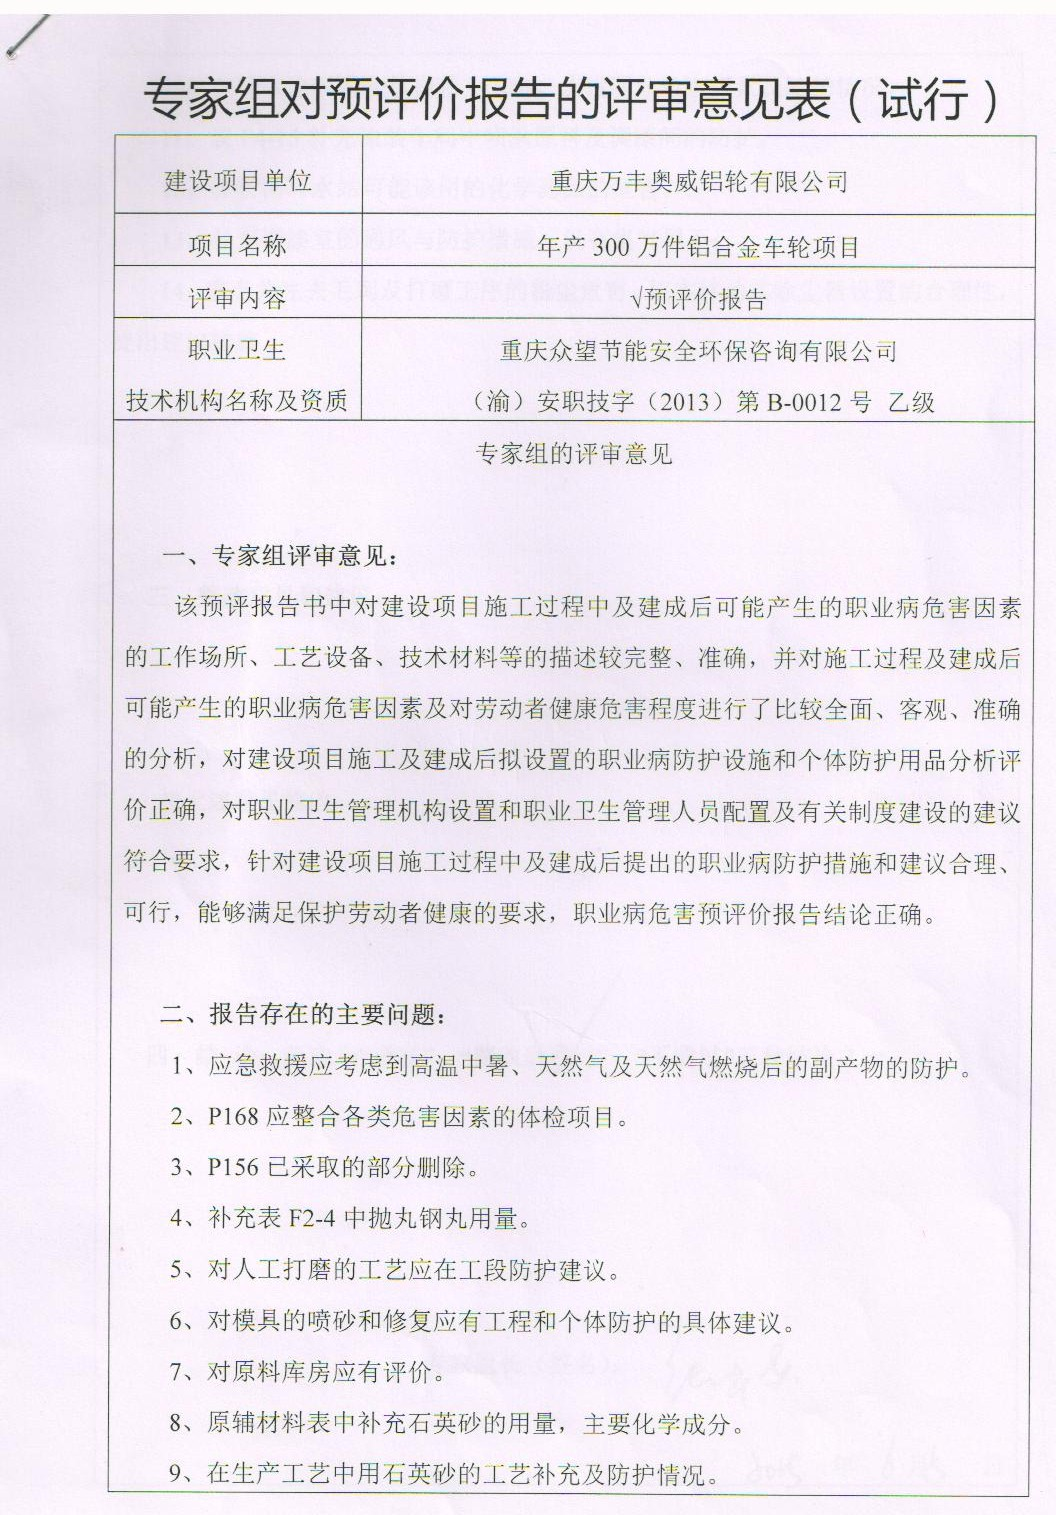 专家组对预评价报告的评审意见表（试行）
建设项目单位 重庆万丰奥威铝轮有限公司
项目名称 年产 300 万件铝合金车轮项目
评审内容 √预评价报告
职业卫生 重庆众望节能安全环保咨询有限公司
技术机构名称及资质 （渝）安职技字（2013）第 B-0012 号 乙级
专家组的评审意见
一、专家组评审意见：
该预评报告书中对建设项目施工过程中及建成后可能产生的职业病危害因素
的工作场所、工艺设备、技术材料等的描述较完整、准确，并对施工过程及建成后
可能产生的职业病危害因素及对劳动者健康危害程度进行了比较全面、客观、准确
的分析，对建设项目施工及建成后拟设置的职业病防护设施和个体防护用品分析评
价正确，对职业卫生管理机构设置和职业卫生管理人员配置及有关制度建设的建议
符合要求，针对建设项目施工过程中及建成后提出的职业病防护措施和建议合理、
可行，能够满足保护劳动者健康的要求，职业病危害预评价报告结论正确。
二、报告存在的主要问题：
1、应急救援应考虑到高温中暑、天然气及天然气燃烧后的副产物的防护。
2、P168 应整合各类危害因素的体检项目。
3、P156 已采取的部分删除。
4、补充表 F2-4 中抛丸钢丸用量。
5、对人工打磨的工艺应在工段防护建议。
6、对模具的喷砂和修复应有工程和个体防护的具体建议。
7、对原料库房应有评价。
8、原辅材料表中补充石英砂的用量，主要化学成分。
9、在生产工艺中用石英砂的工艺补充及防护情况。